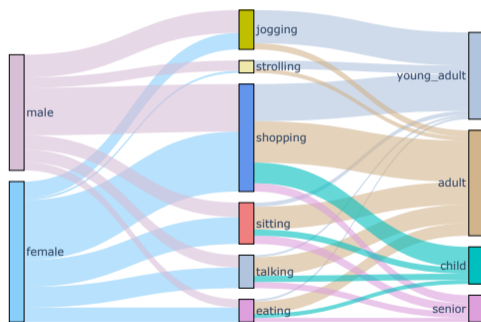 male
female
jogging
strolling
shopping
sitting
talking
eating
young_adult
adult
child
senior